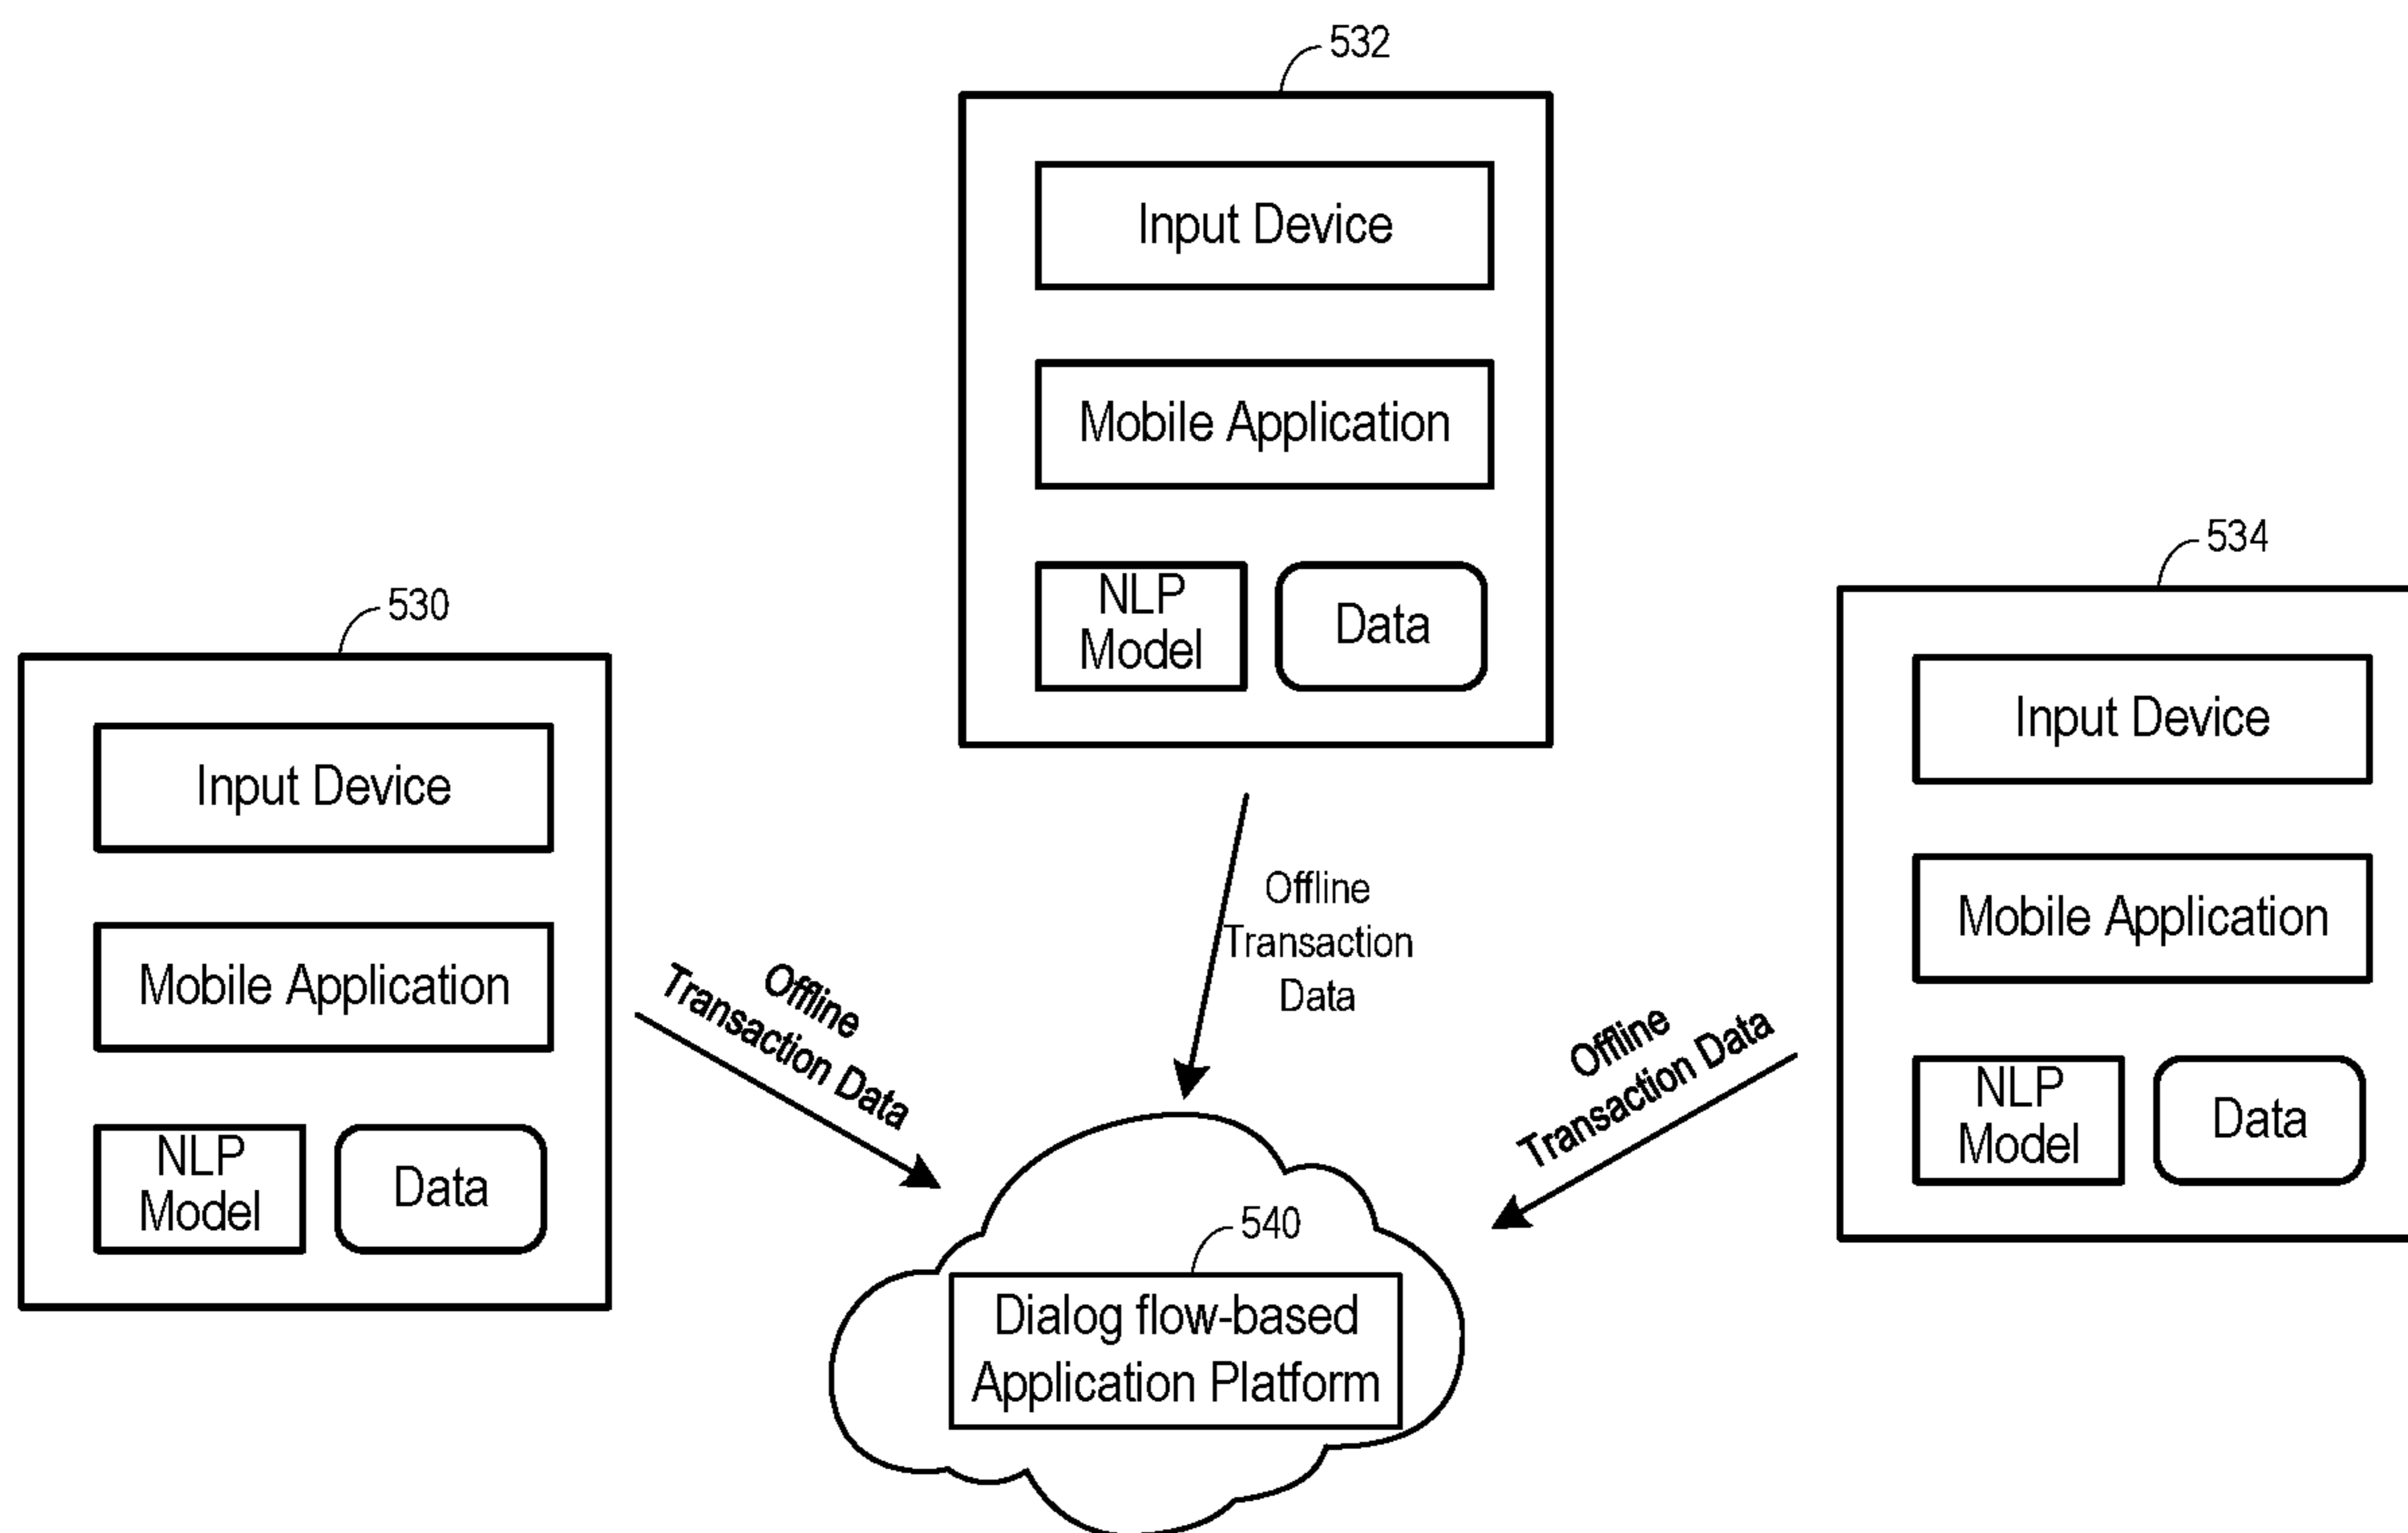 532
Input Device
Mobile Application
NLP
Model
Data
530
Input Device
Mobile Application
NLP
Model
Data
534
Input Device
Mobile Application
NLP
Model
Data
Offline
Transaction Data
Offline
Transaction
Data
Offline
Transaction Data
540
Dialog flow-based
Application Platform